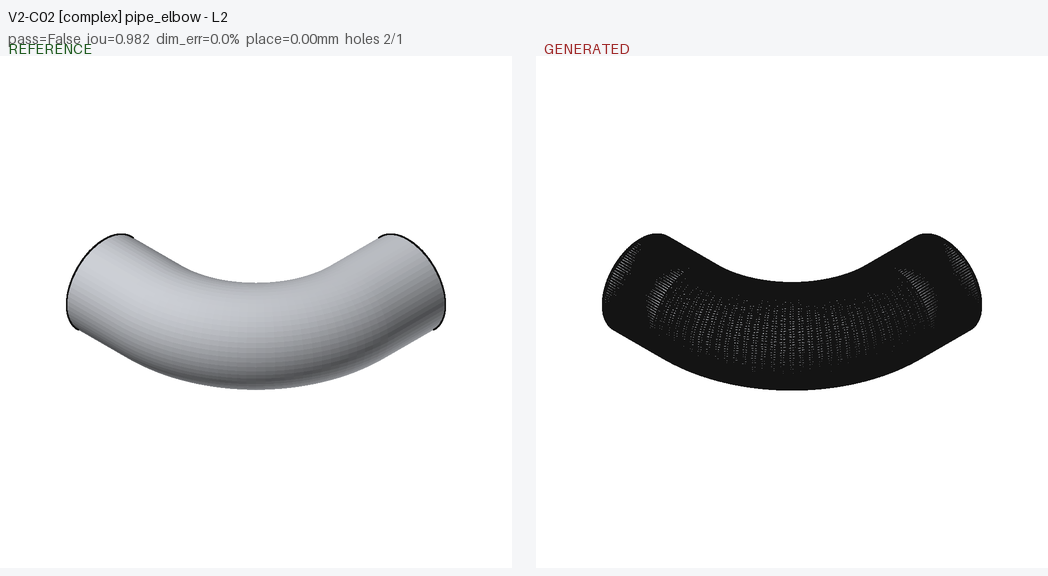 V2-C02 [complex] pipe_elbow - L2
pass=False iou=0.982 dim_err=0.0% place=0.00mm holes 2/1
REFERENCE
GENERATED